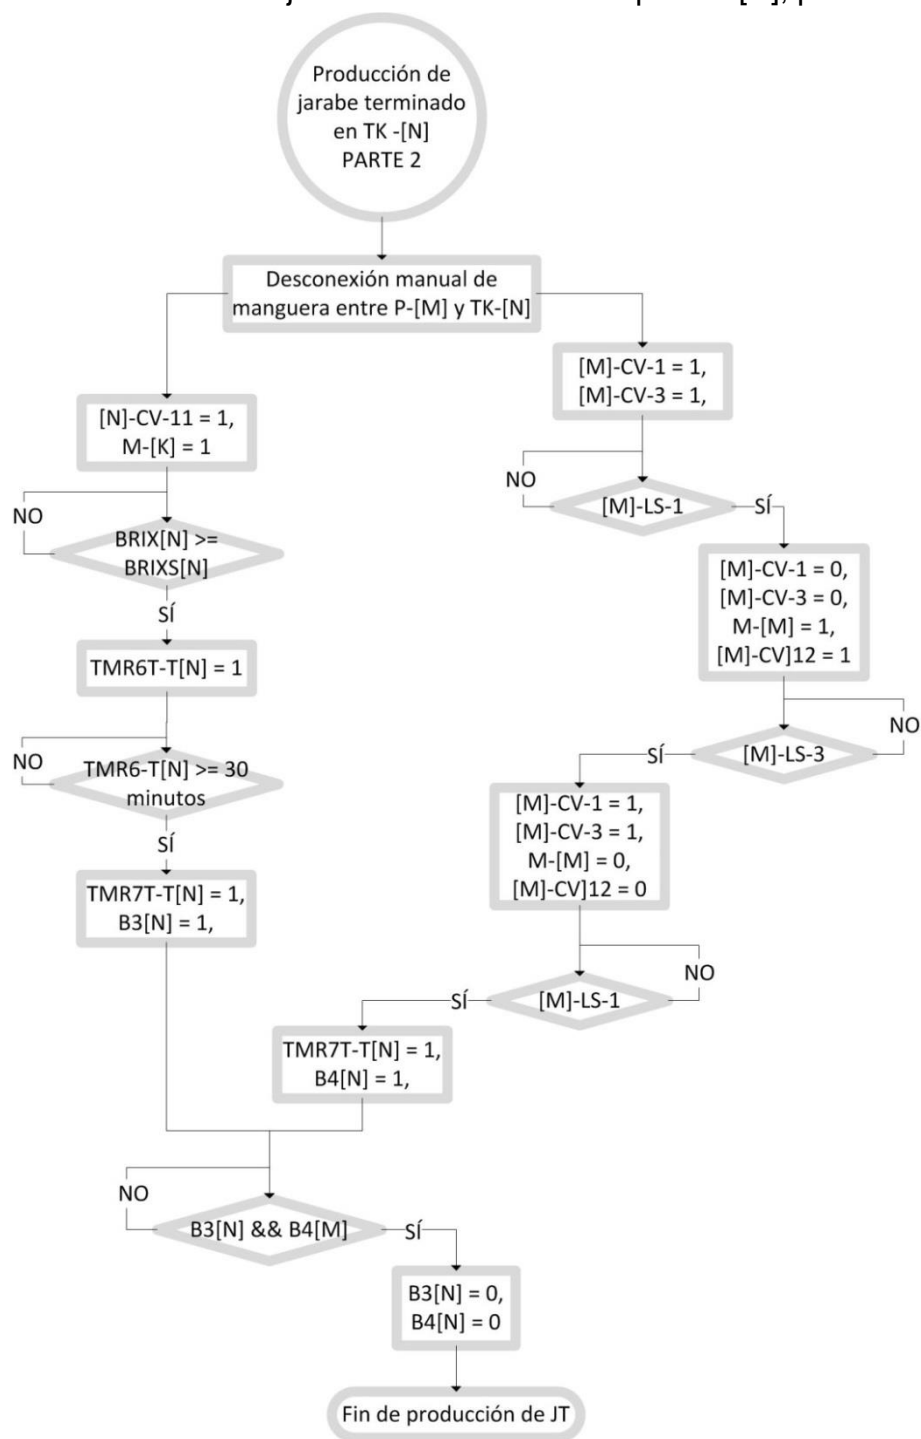 Producción de
jarabe terminado
en TK -[N]
PARTE 2
Desconexión manual de
manguera entre P-[M] y TK-[N]
[N]-CV-11 = 1,
M-[K] = 1
NO
BRIX[N] >=
BRIXS[N]
SÍ
TMR6T-T[N] = 1
NO
TMR6-T[N] >= 30
minutos
SÍ
TMR7T-T[N] = 1,
B3[N] = 1,
[M]-CV-1 = 1,
[M]-CV-3 = 1,
NO
[M]-LS-1
SÍ
[M]-CV-1 = 0,
[M]-CV-3 = 0,
M-[M] = 1,
[M]-CV]12 = 1
NO
[M]-LS-3
SÍ
[M]-CV-1 = 1,
[M]-CV-3 = 1,
M-[M] = 0,
[M]-CV]12 = 0
NO
[M]-LS-1
SÍ
TMR7T-T[N] = 1,
B4[N] = 1,
NO
B3[N] && B4[M]
SÍ
B3[N] = 0,
B4[N] = 0
Fin de producción de JT